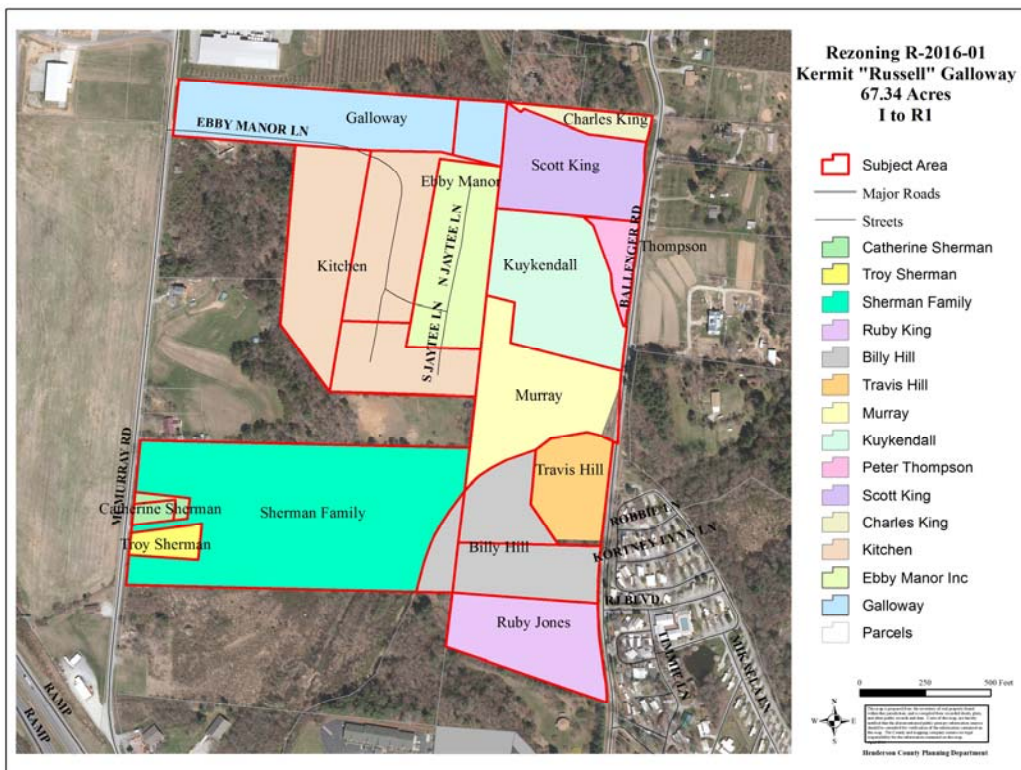 Rezoning R-2016-01
Kermit "Russell" Galloway
67.34 Acres
I to R1
Subject Area
Major Roads
Streets
Catherine Sherman
Troy Sherman
Sherman Family
Ruby King
Billy Hill
Travis Hill
Murray
Kuykendall
Peter Thompson
Scott King
Charles King
Kitchen
Ebby Manor Inc
Galloway
Parcels
0 250 500 Feet
N
W E
S
Henderson County Planning Department
EBBY MANOR LN
Galloway
Charles King
Scott King
Ebby Manor
N JAYTEE LN
Kitchen
Kuykendall
Thompson
BALLENGER RD
S JAYTEE LN
Murray
MCMURRAY RD
Travis Hill
Catherine Sherman
Sherman Family
Troy Sherman
Billy Hill
ROBBIE LN
KORTNEY LYNN LN
RJ BLVD
Ruby Jones
TIMMIE LN
MIKAELA LN
RAMP
RAMP